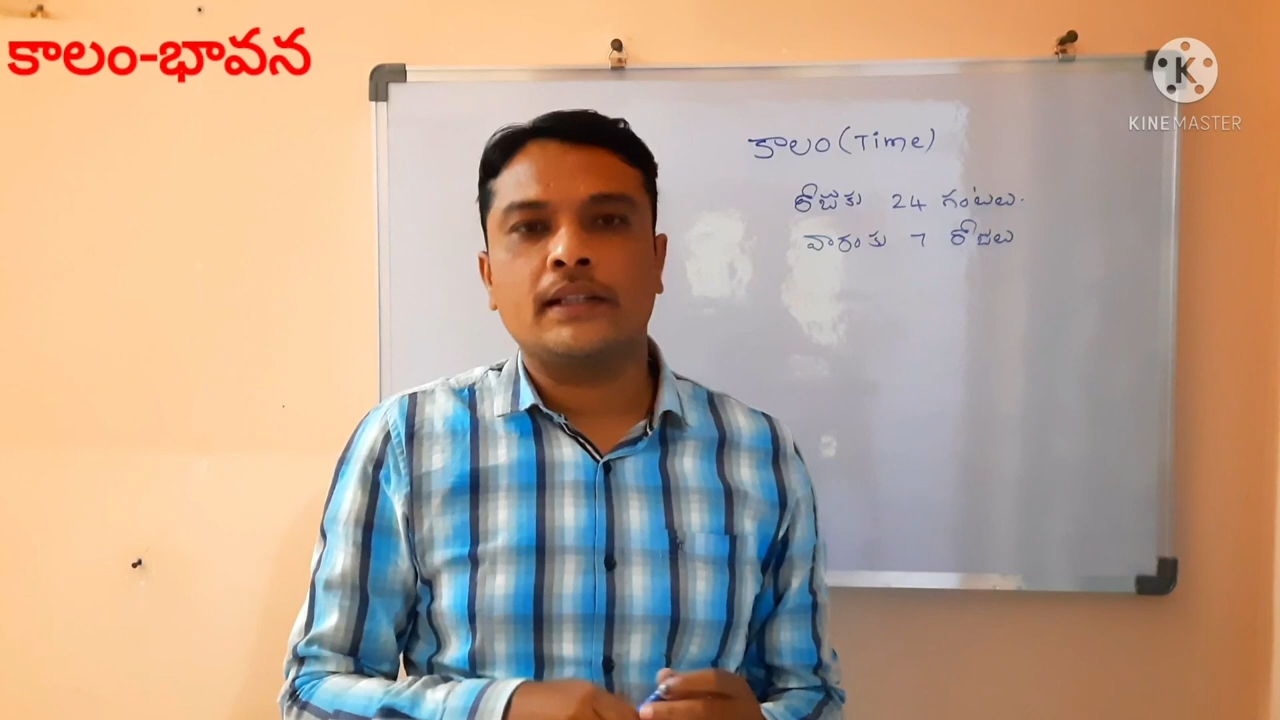 కాలం-భావన
KINEMASTER
కాలం (Time)
రోజుకు 24 గంటలు.
వారంకు 7 రోజులు